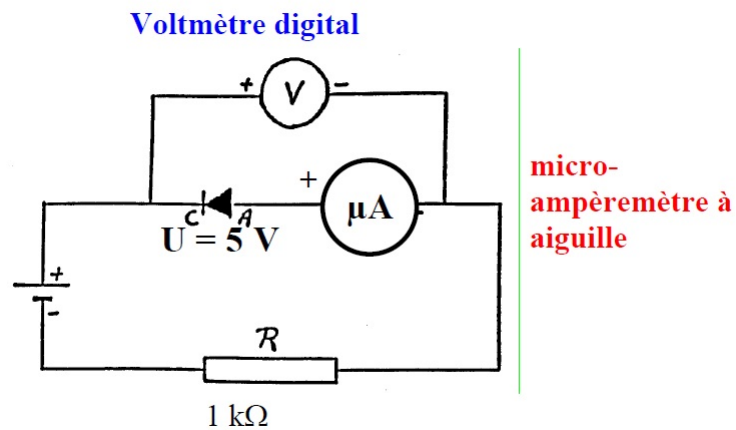 Voltmètre digital
+ V -
micro-
ampèremètre à
aiguille
+
µA
-
C A
U = 5 V
+
-
R
1 kΩ